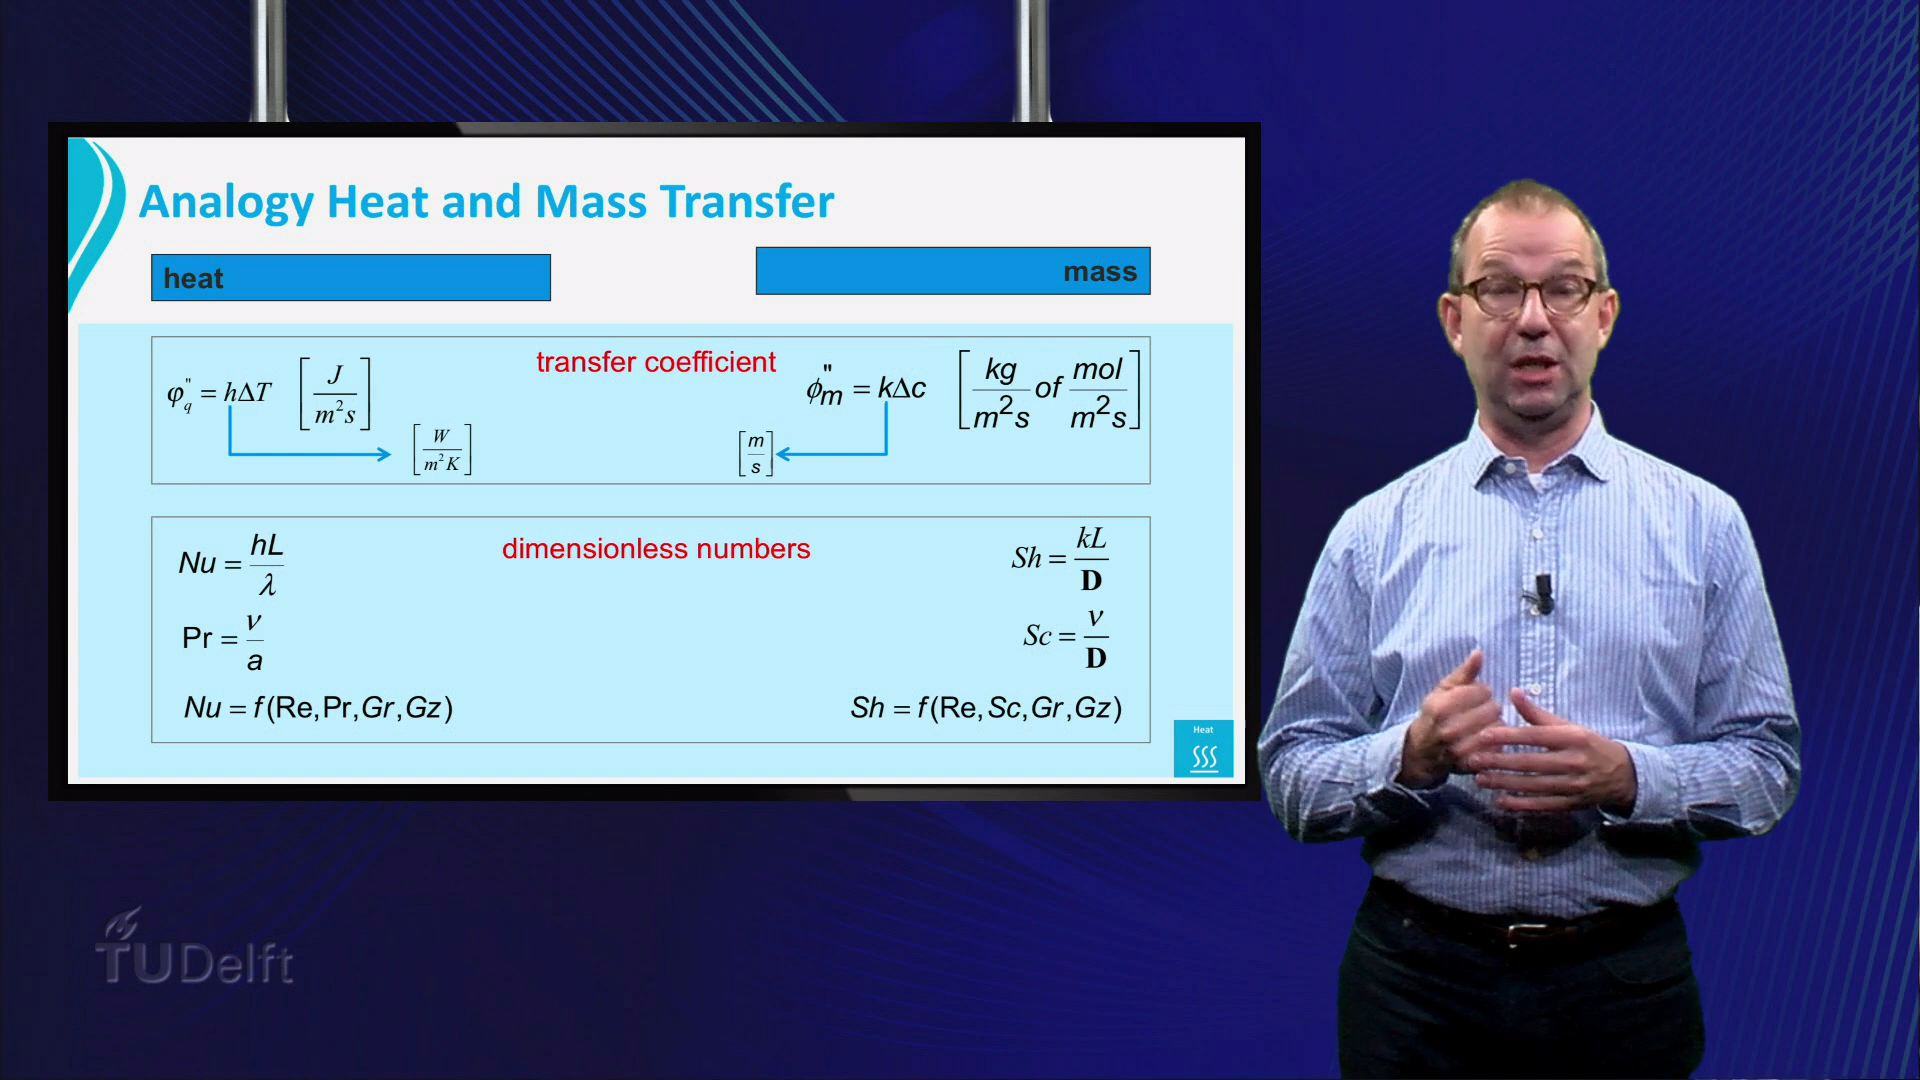 Analogy Heat and Mass Transfer
heat
mass
transfer coefficient
φ"q = hΔT [J / m²s]
[W / m²K]
ϕ"m = kΔc [kg / m²s of mol / m²s]
[m / s]
dimensionless numbers
Nu = hL / λ
Sh = kL / D
Pr = ν / a
Sc = ν / D
Nu = f(Re,Pr,Gr,Gz)
Sh = f(Re,Sc,Gr,Gz)
Heat
TUDelft